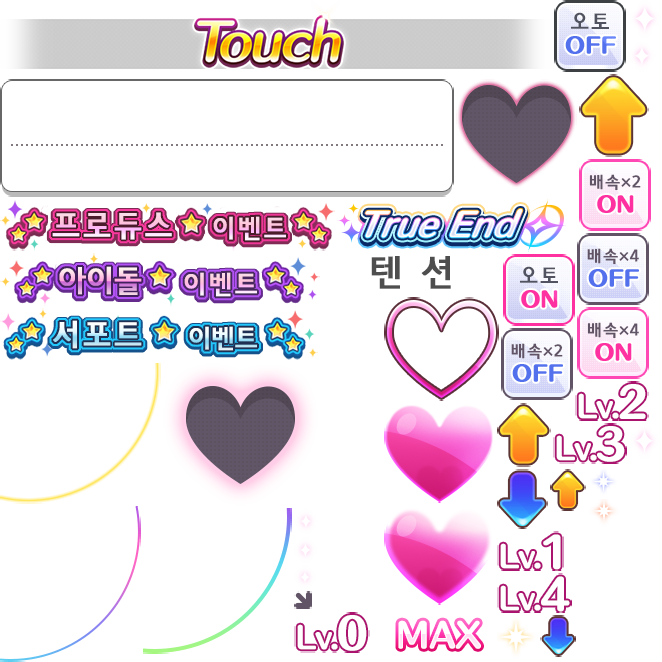 Touch
오토
OFF
배속×2
ON
프로듀스 이벤트
True End
아이돌 이벤트
텐 션
오토
ON
배속×4
OFF
서포트 이벤트
배속×2
OFF
배속×4
ON
Lv.2
Lv.3
Lv.1
Lv.4
Lv.0
MAX